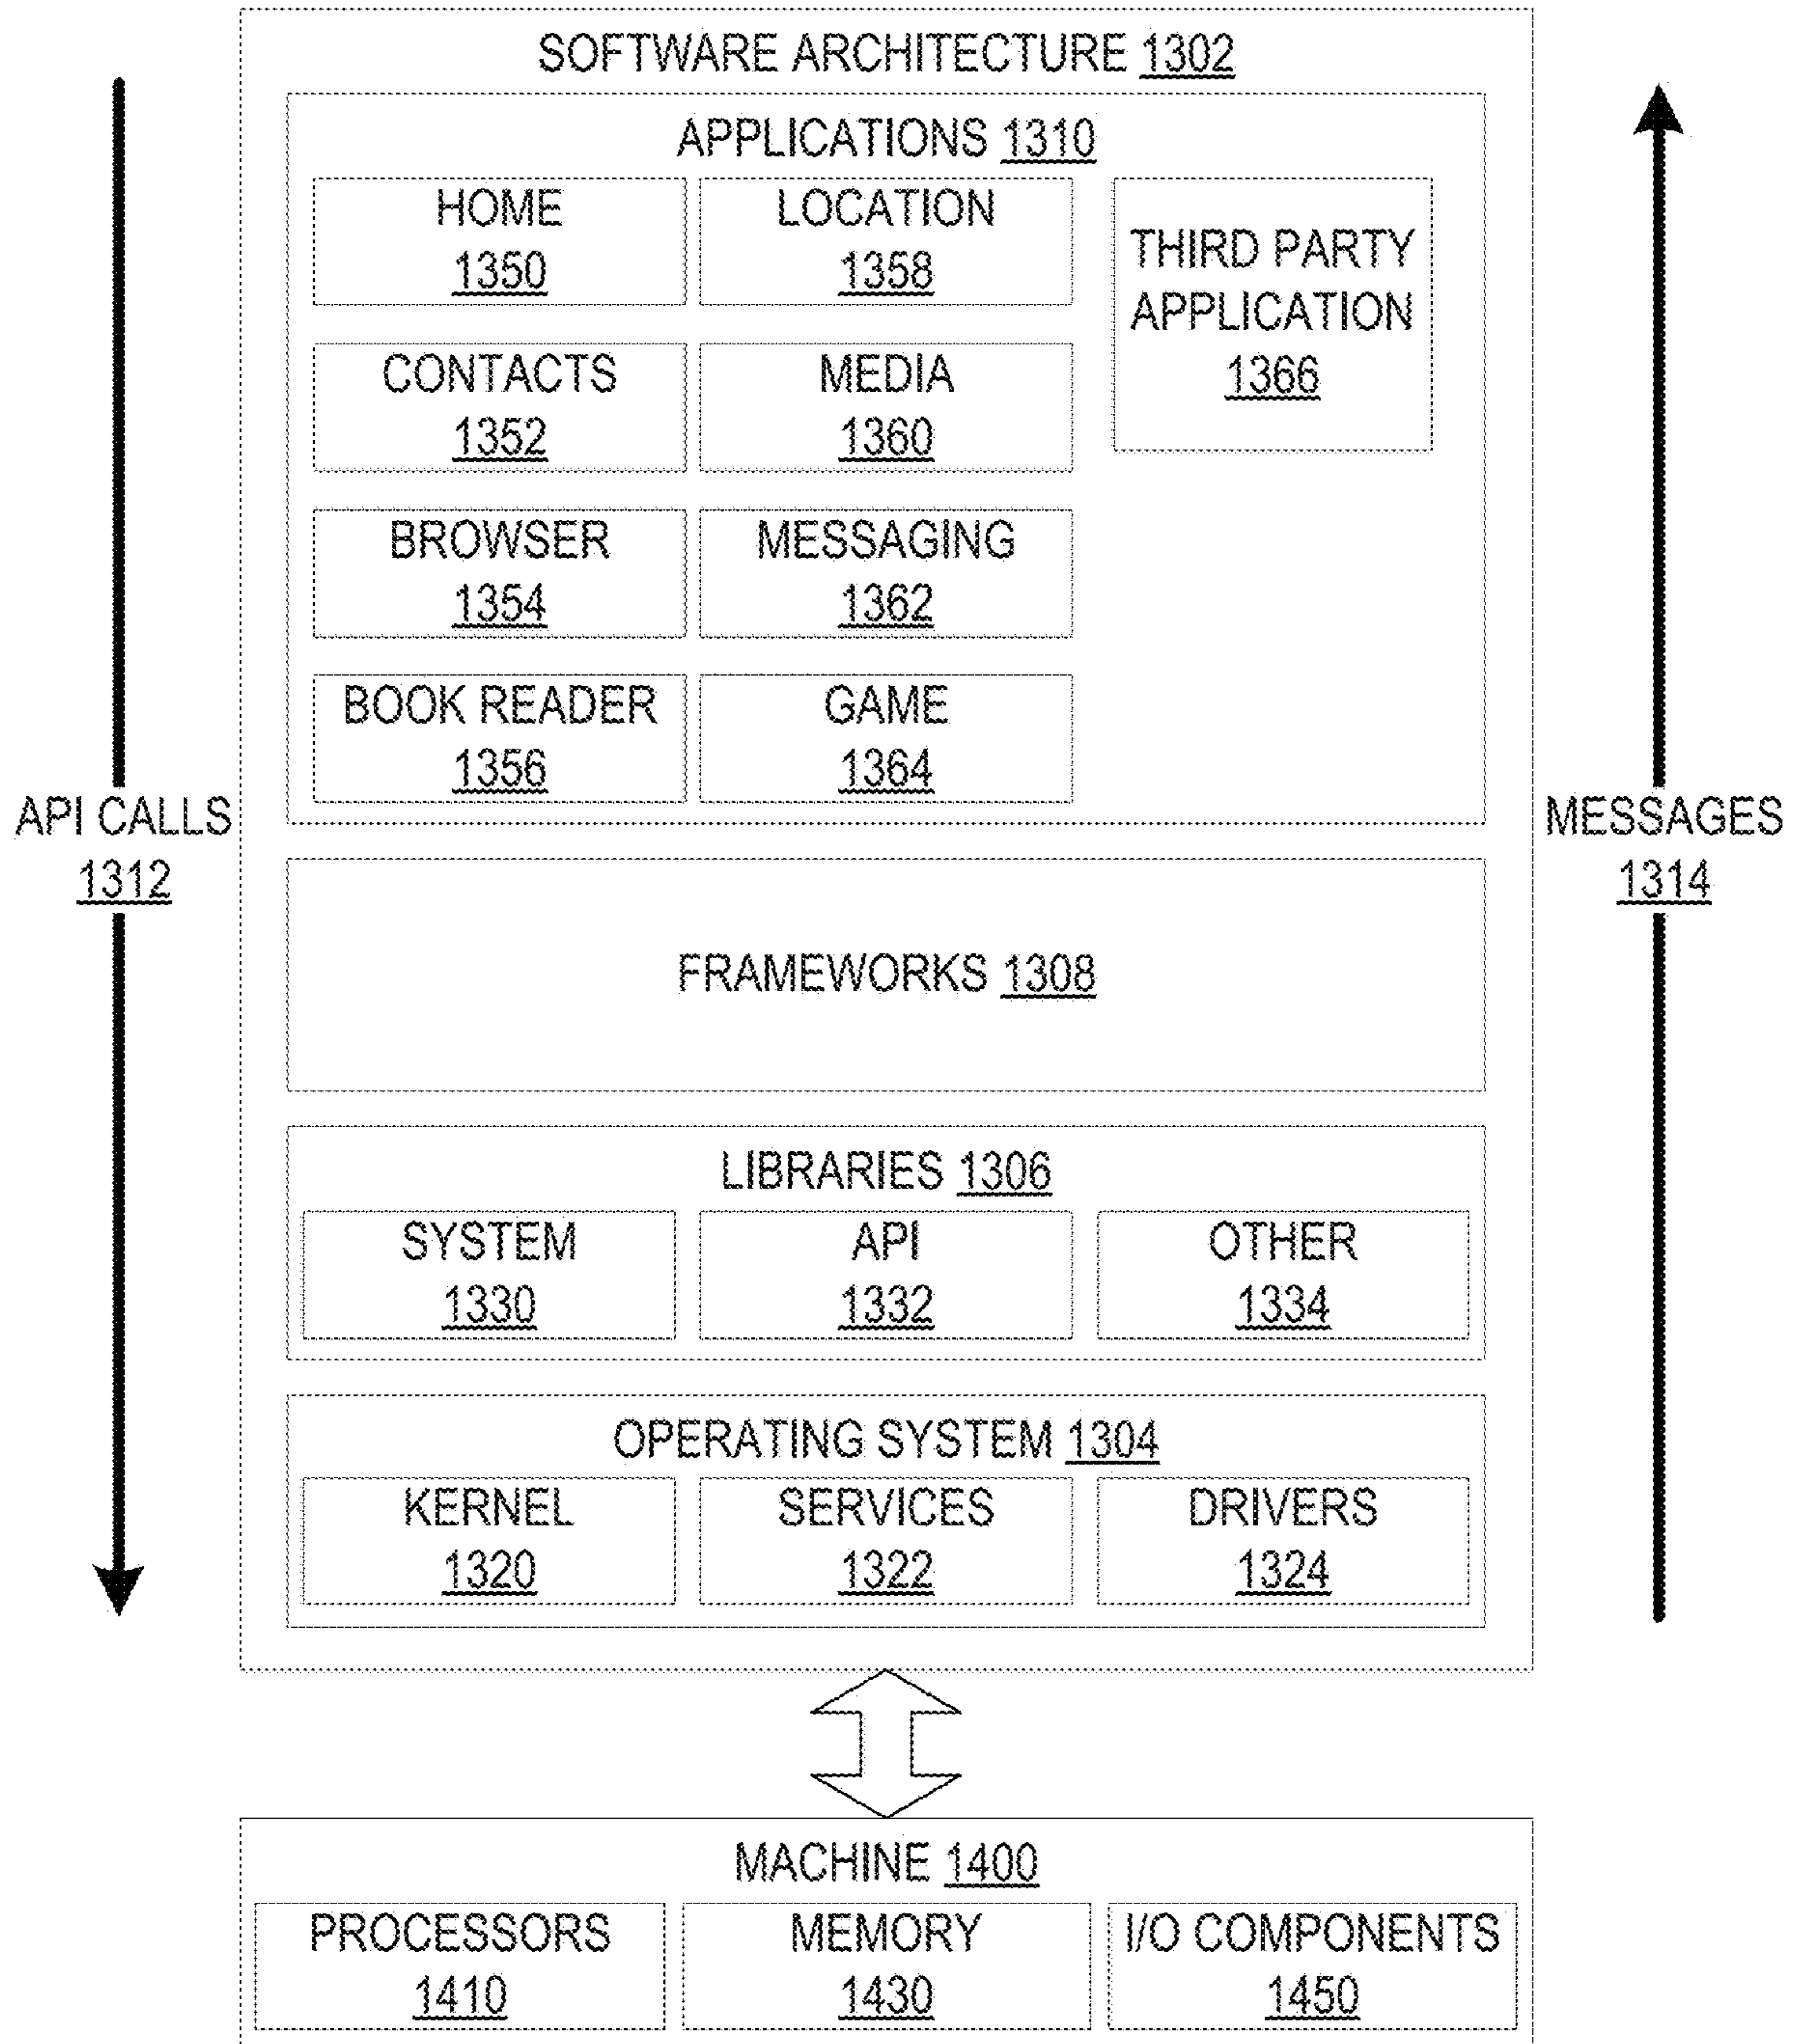 SOFTWARE ARCHITECTURE 1302
APPLICATIONS 1310
HOME
1350
LOCATION
1358
THIRD PARTY
APPLICATION
1366
CONTACTS
1352
MEDIA
1360
BROWSER
1354
MESSAGING
1362
BOOK READER
1356
GAME
1364
API CALLS
1312
MESSAGES
1314
FRAMEWORKS 1308
LIBRARIES 1306
SYSTEM
1330
API
1332
OTHER
1334
OPERATING SYSTEM 1304
KERNEL
1320
SERVICES
1322
DRIVERS
1324
MACHINE 1400
PROCESSORS
1410
MEMORY
1430
I/O COMPONENTS
1450